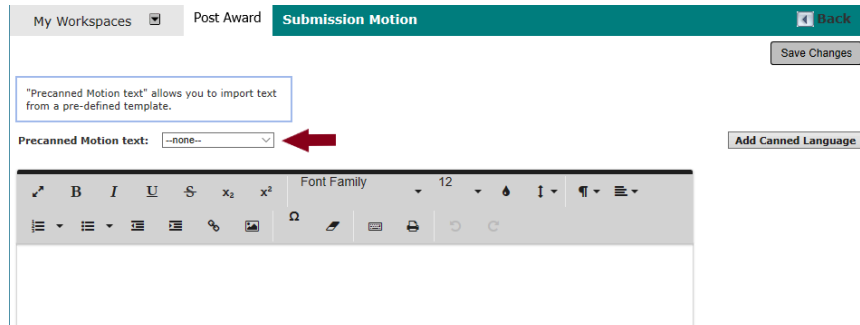 My Workspaces Post Award Submission Motion Back
Save Changes
"Precanned Motion text" allows you to import text
from a pre-defined template.
Precanned Motion text: --none-- Add Canned Language
B I U S x₂ x² Font Family 12 ¶
Ω